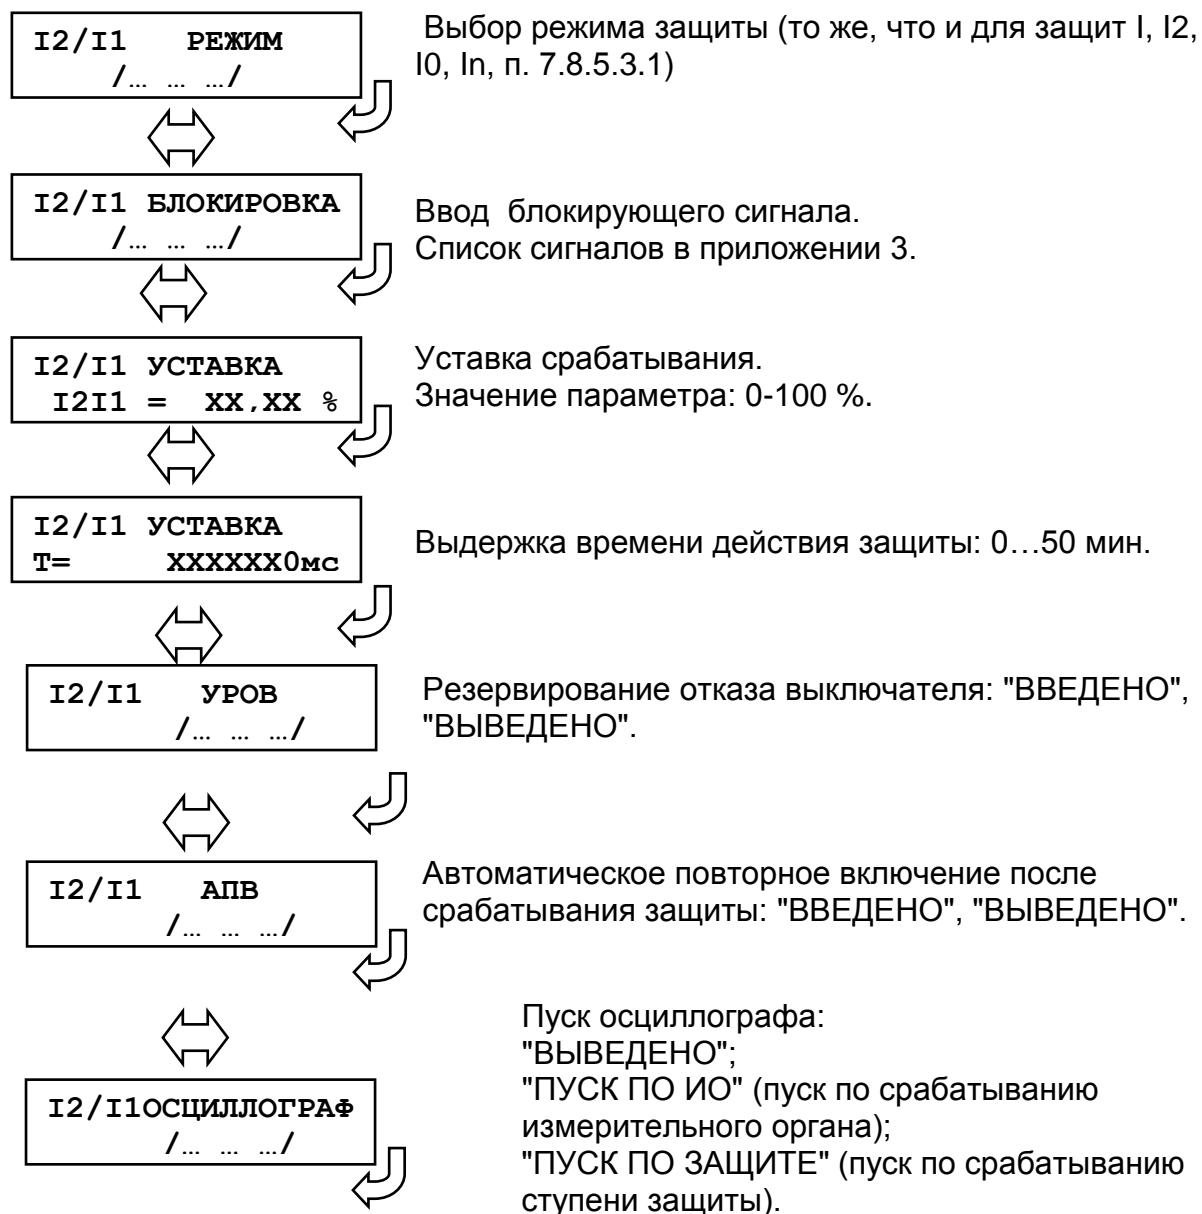 I2/I1 РЕЖИМ
/… … …/
Выбор режима защиты (то же, что и для защит I, I2,
I0, In, п. 7.8.5.3.1)
I2/I1 БЛОКИРОВКА
/… … …/
Ввод блокирующего сигнала.
Список сигналов в приложении 3.
I2/I1 УСТАВКА
I2I1 = XX,XX %
Уставка срабатывания.
Значение параметра: 0-100 %.
I2/I1 УСТАВКА
T= XXXXXX0мс
Выдержка времени действия защиты: 0…50 мин.
I2/I1 УРОВ
/… … …/
Резервирование отказа выключателя: "ВВЕДЕНО",
"ВЫВЕДЕНО".
I2/I1 АПВ
/… … …/
Автоматическое повторное включение после
срабатывания защиты: "ВВЕДЕНО", "ВЫВЕДЕНО".
I2/I1ОСЦИЛЛОГРАФ
/… … …/
Пуск осциллографа:
"ВЫВЕДЕНО";
"ПУСК ПО ИО" (пуск по срабатыванию
измерительного органа);
"ПУСК ПО ЗАЩИТЕ" (пуск по срабатыванию
ступени защиты).